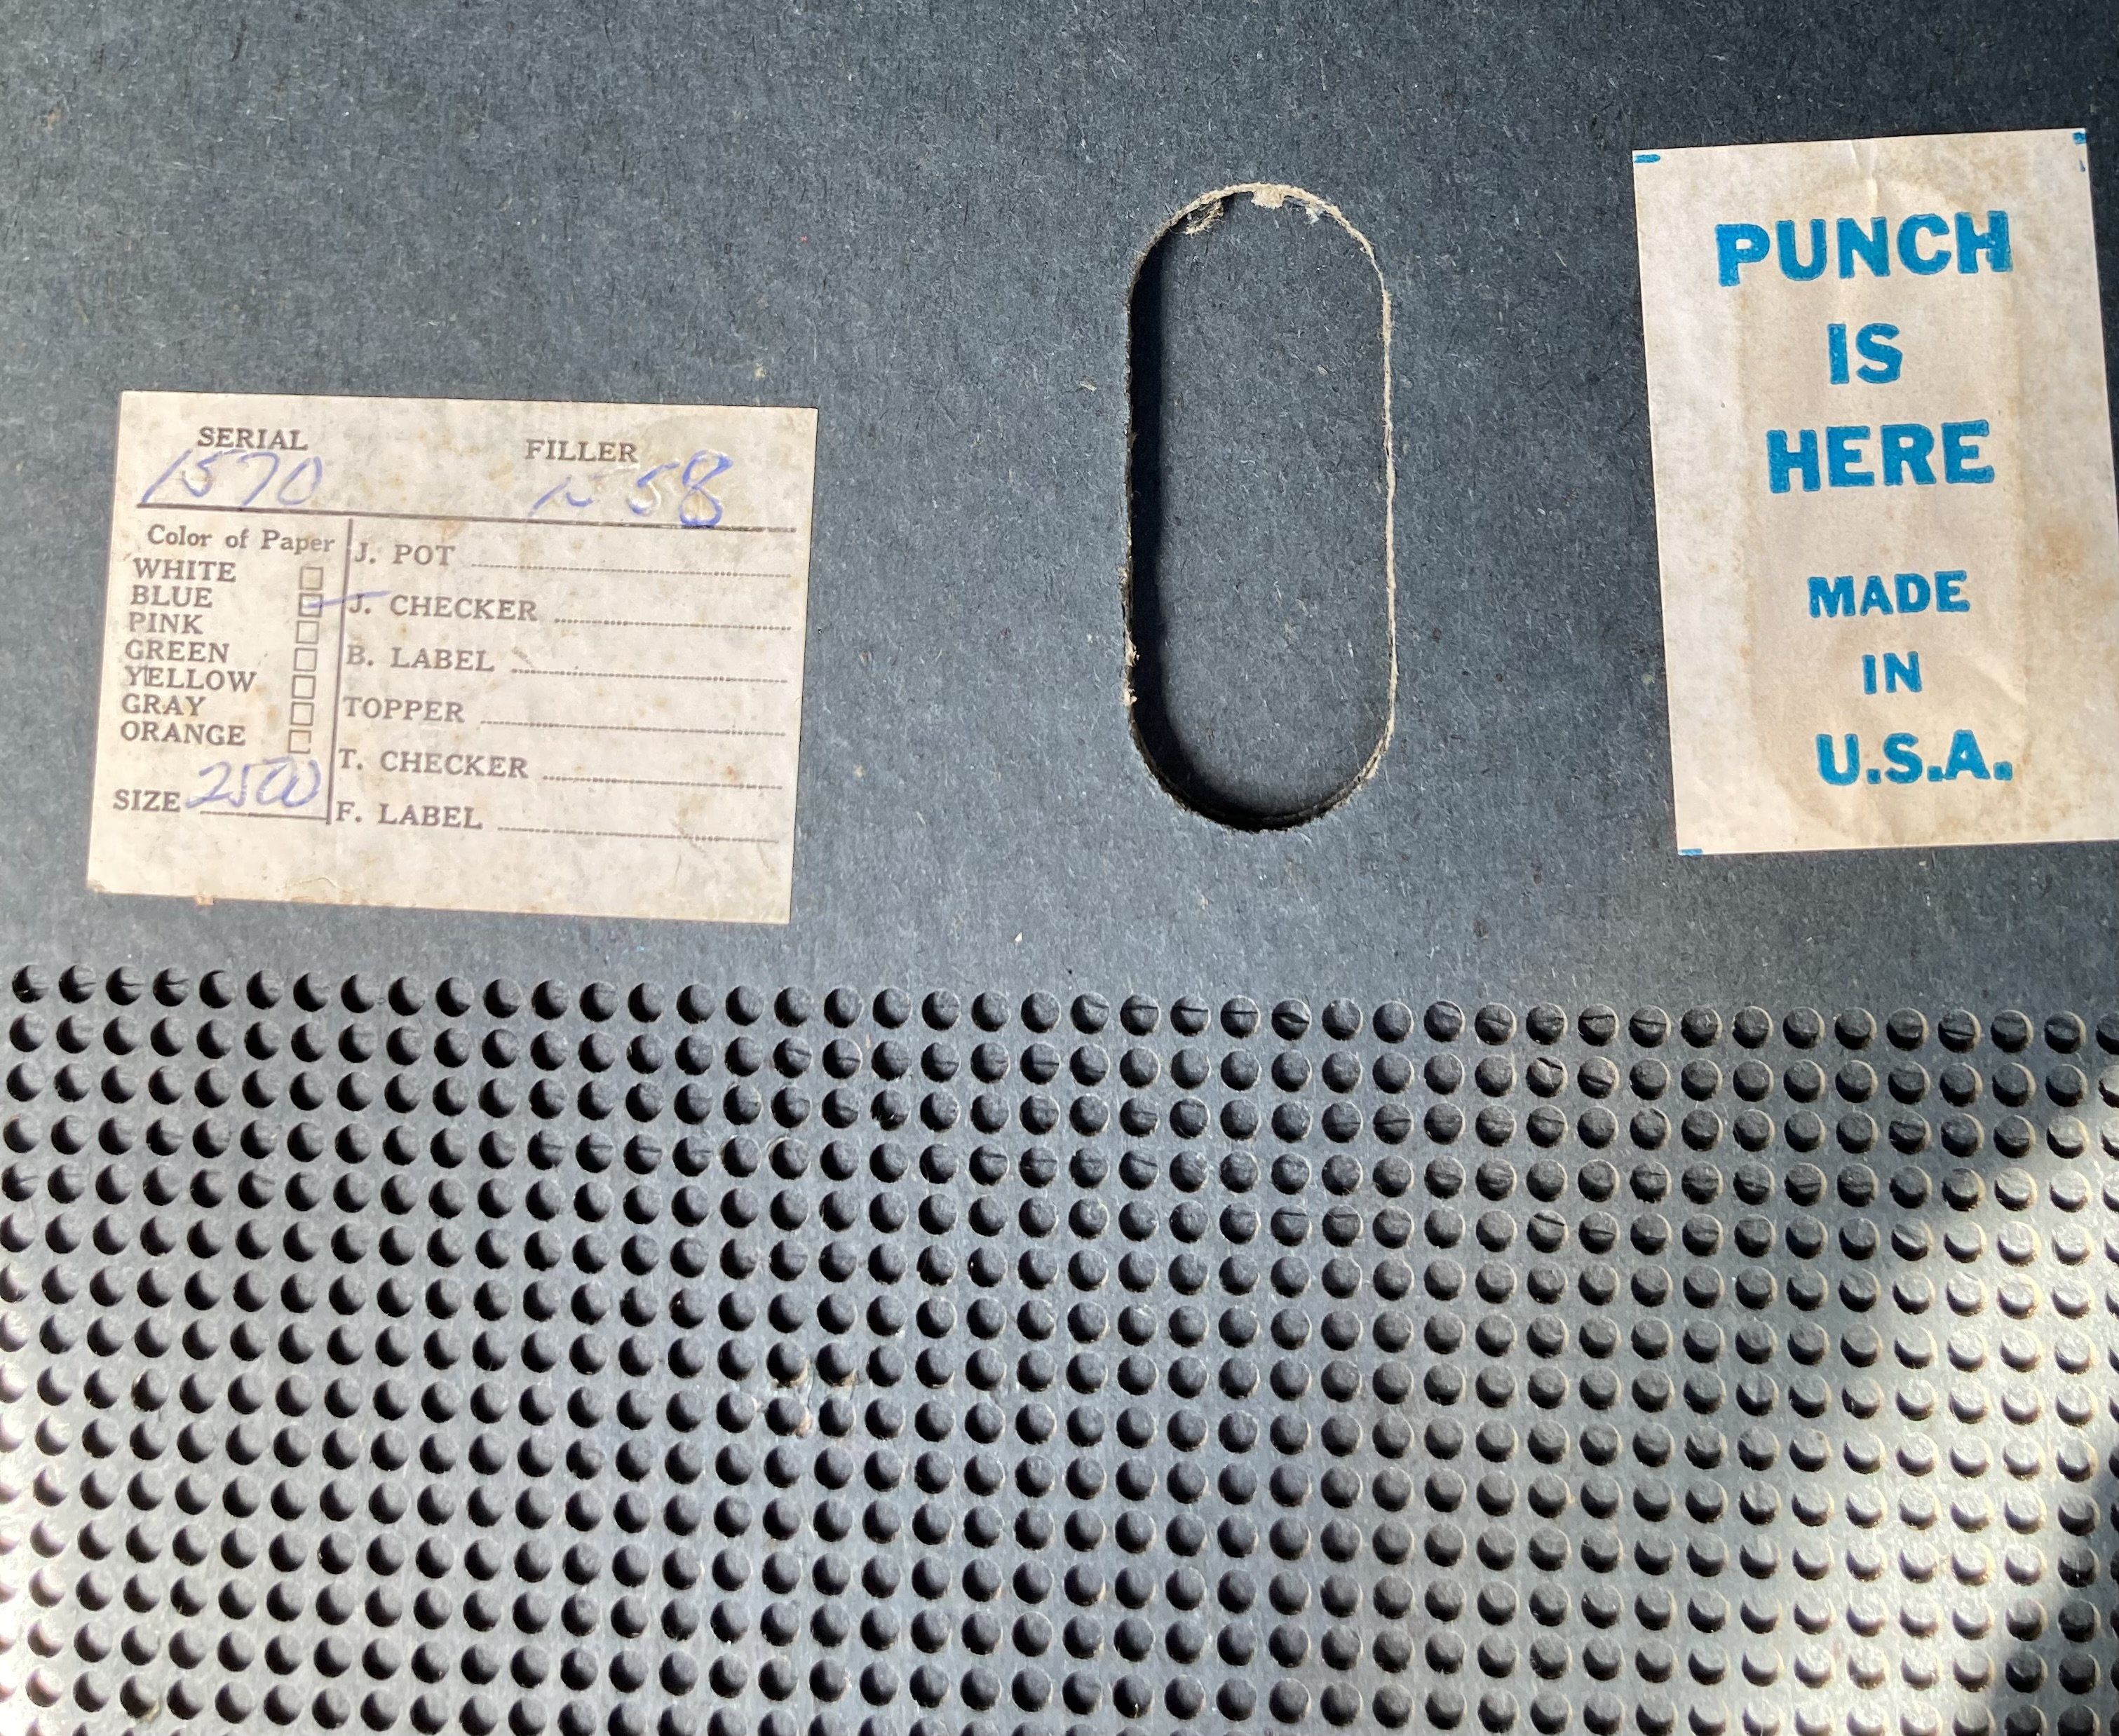 SERIAL FILLER
1570 58
Color of Paper
WHITE
BLUE
PINK
GREEN
YELLOW
GRAY
ORANGE
SIZE 2500
J. POT
J. CHECKER
B. LABEL
TOPPER
T. CHECKER
F. LABEL
PUNCH
IS
HERE
MADE
IN
U.S.A.